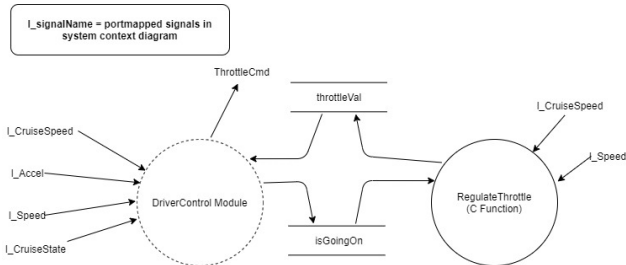 I_signalName = portmapped signals in
system context diagram
ThrottleCmd
throttleVal
I_CruiseSpeed
I_CruiseSpeed
I_Accel
I_Speed
DriverControl Module
RegulateThrottle
(C Function)
I_Speed
I_CruiseState
isGoingOn